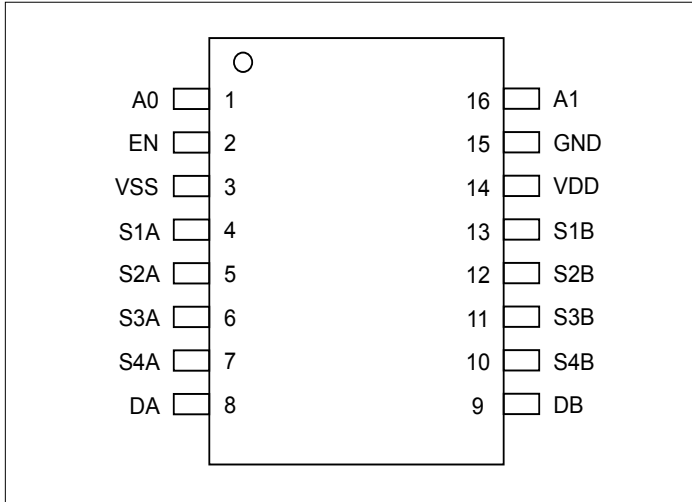 A0 1 16 A1
EN 2 15 GND
VSS 3 14 VDD
S1A 4 13 S1B
S2A 5 12 S2B
S3A 6 11 S3B
S4A 7 10 S4B
DA 8 9 DB